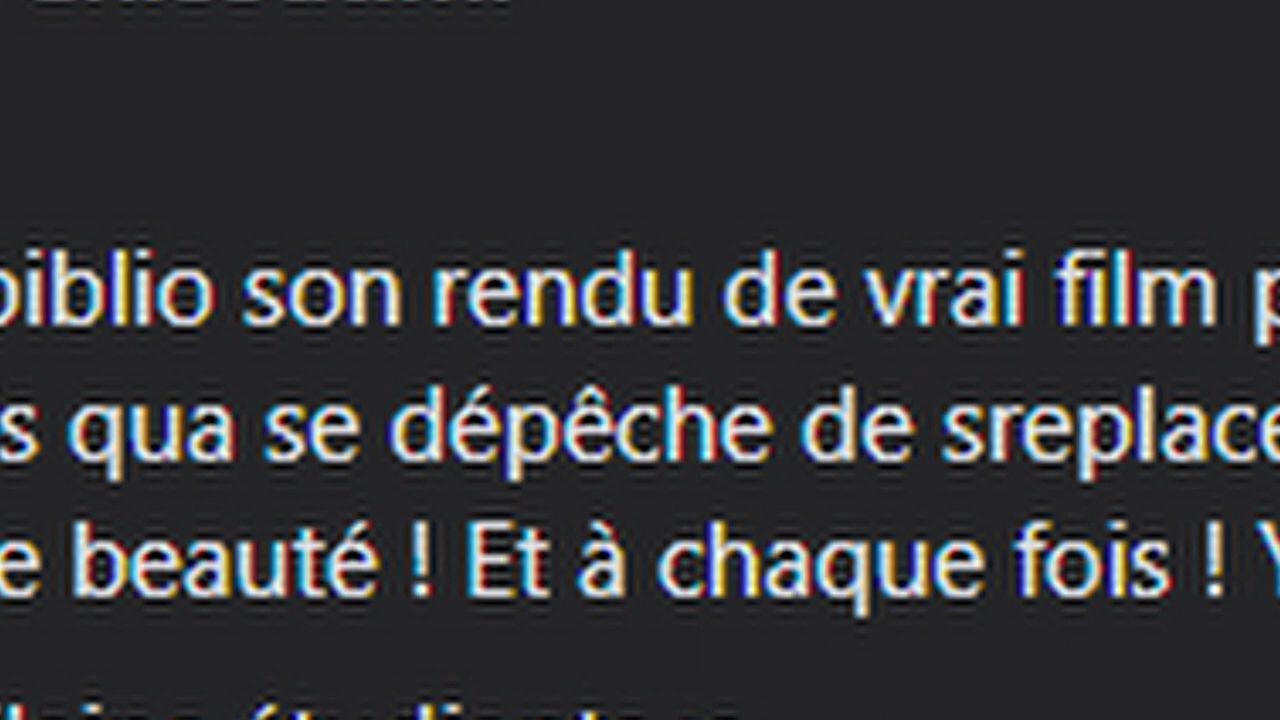 biblio son rendu de vrai film p
s qua se dépêche de sreplace
e beauté ! Et à chaque fois ! Y